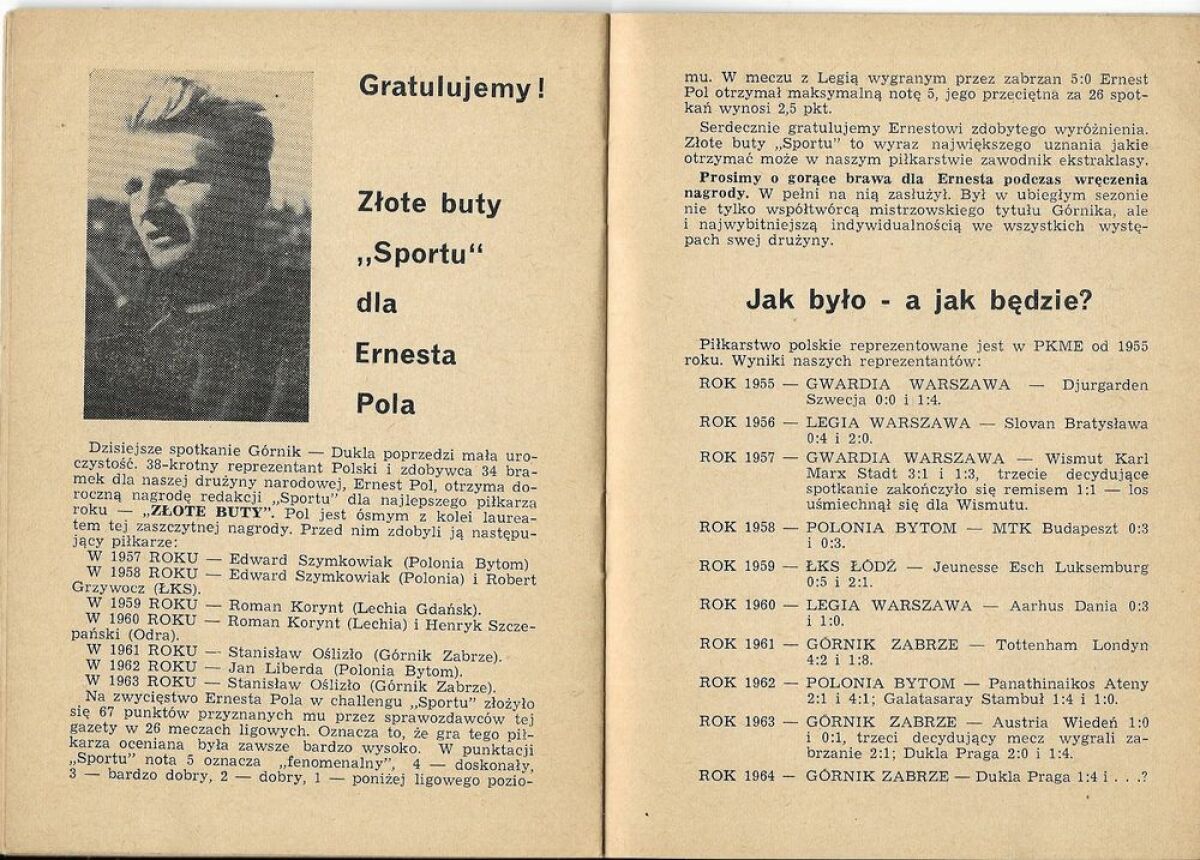 Gratulujemy!
Złote buty
„Sportu“
dla
Ernesta
Pola
Dzisiejsze spotkanie Górnik — Dukla poprzedzi mała uro-
czystość. 38-krotny reprezentant Polski i zdobywca 34 bra-
mek dla naszej drużyny narodowej, Ernest Pol, otrzyma do-
roczną nagrodę redakcji „Sportu” dla najlepszego piłkarza
roku — „ZŁOTE BUTY”. Pol jest ósmym z kolei laurea-
tem tej zaszczytnej nagrody. Przed nim zdobyli ją następu-
jący piłkarze:
W 1957 ROKU — Edward Szymkowiak (Polonia Bytom)
W 1958 ROKU — Edward Szymkowiak (Polonia) i Robert
Grzywocz (ŁKS).
W 1959 ROKU — Roman Korynt (Lechia Gdańsk).
W 1960 ROKU — Roman Korynt (Lechia) i Henryk Szcze-
pański (Odra).
W 1961 ROKU — Stanisław Oślizło (Górnik Zabrze).
W 1962 ROKU — Jan Liberda (Polonia Bytom).
W 1963 ROKU — Stanisław Oślizło (Górnik Zabrze).
Na zwycięstwo Ernesta Pola w challengu „Sportu” złożyło
się 67 punktów przyznanych mu przez sprawozdawców tej
gazety w 26 meczach ligowych. Oznacza to, że gra tego pił-
karza oceniana była zawsze bardzo wysoko. W punktacji
„Sportu” nota 5 oznacza „fenomenalny”, 4 — doskonały,
3 — bardzo dobry, 2 — dobry, 1 — poniżej ligowego pozio-
mu. W meczu z Legią wygranym przez zabrzan 5:0 Ernest
Pol otrzymał maksymalną notę 5, jego przeciętna za 26 spot-
kań wynosi 2,5 pkt.
Serdecznie gratulujemy Ernestowi zdobytego wyróżnienia.
Złote buty „Sportu” to wyraz największego uznania jakie
otrzymać może w naszym piłkarstwie zawodnik ekstraklasy.
Prosimy o gorące brawa dla Ernesta podczas wręczenia
nagrody. W pełni na nią zasłużył. Był w ubiegłym sezonie
nie tylko współtwórcą mistrzowskiego tytułu Górnika, ale
i najwybitniejszą indywidualnością we wszystkich wystę-
pach swej drużyny.
Jak było - a jak będzie?
Piłkarstwo polskie reprezentowane jest w PKME od 1955
roku. Wyniki naszych reprezentantów:
ROK 1955 — GWARDIA WARSZAWA — Djurgarden
Szwecja 0:0 i 1:4.
ROK 1956 — LEGIA WARSZAWA — Slovan Bratysława
0:4 i 2:0.
ROK 1957 — GWARDIA WARSZAWA — Wismut Karl
Marx Stadt 3:1 i 1:3, trzecie decydujące
spotkanie zakończyło się remisem 1:1 — los
uśmiechnął się dla Wismutu.
ROK 1958 — POLONIA BYTOM — MTK Budapeszt 0:3
i 0:3.
ROK 1959 — ŁKS ŁÓDŹ — Jeunesse Esch Luksemburg
0:5 i 2:1.
ROK 1960 — LEGIA WARSZAWA — Aarhus Dania 0:3
i 1:0.
ROK 1961 — GÓRNIK ZABRZE — Tottenham Londyn
4:2 i 1:8.
ROK 1962 — POLONIA BYTOM — Panathinaikos Ateny
2:1 i 4:1; Galatasaray Stambuł 1:4 i 1:0.
ROK 1963 — GÓRNIK ZABRZE — Austria Wiedeń 1:0
i 0:1, trzeci decydujący mecz wygrali za-
brzanie 2:1; Dukla Praga 2:0 i 1:4.
ROK 1964 — GÓRNIK ZABRZE — Dukla Praga 1:4 i . . .?